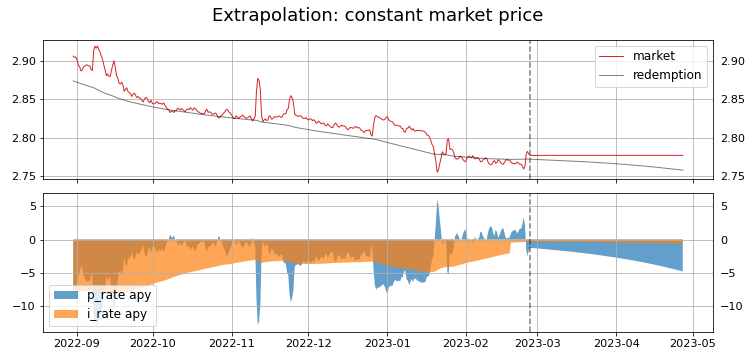 Extrapolation: constant market price
2.90 2.90
2.85 2.85
2.80 2.80
2.75 2.75
market
redemption
5 5
0 0
−5 −5
−10 −10
p_rate apy
i_rate apy
2022-09 2022-10 2022-11 2022-12 2023-01 2023-02 2023-03 2023-04 2023-05